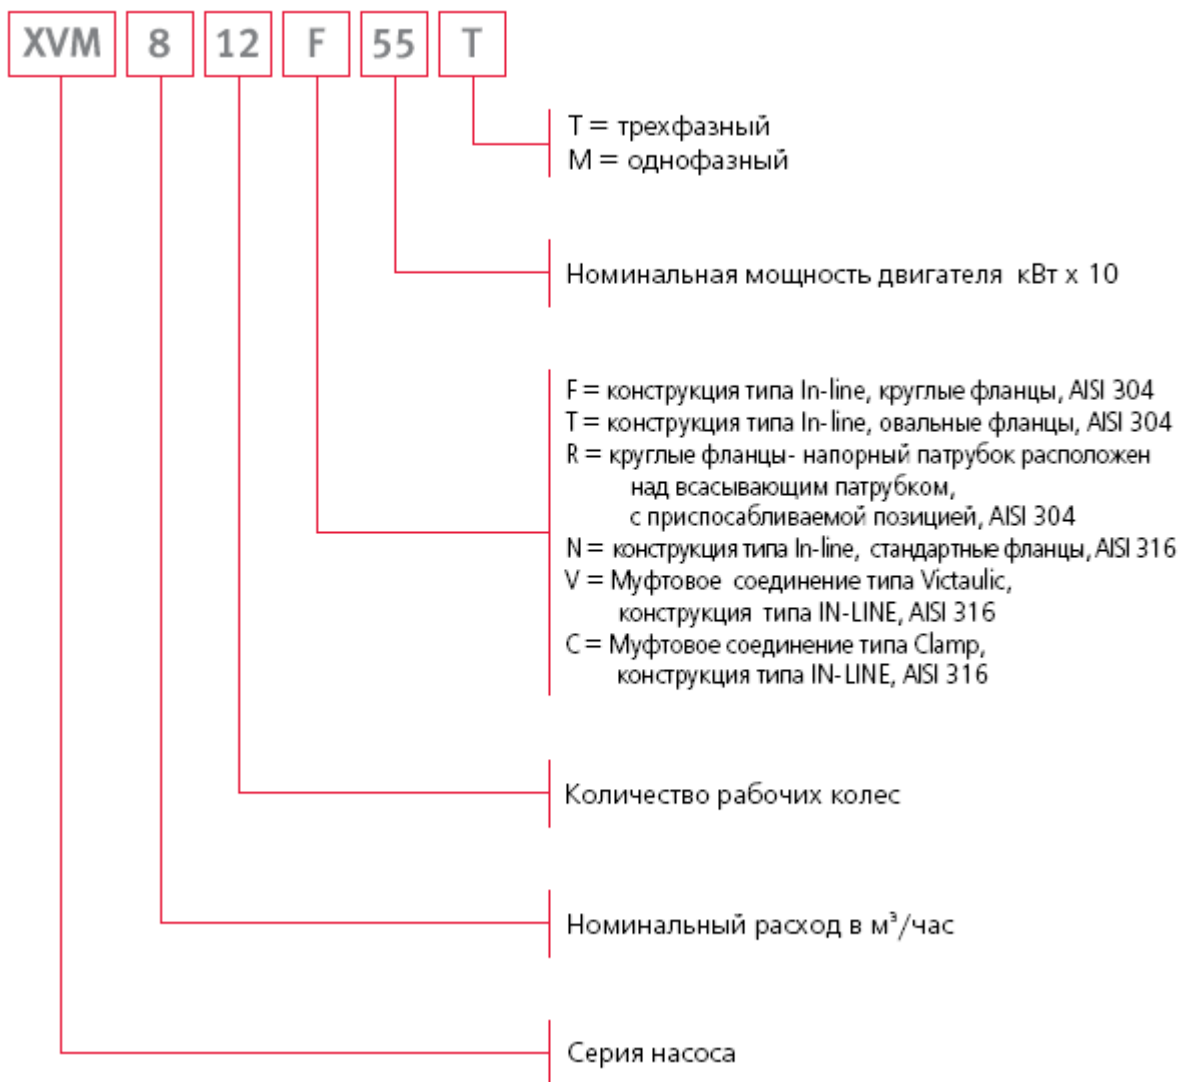 XVM 8 12 F 55 T
T = трехфазный
M = однофазный
Номинальная мощность двигателя кВт x 10
F = конструкция типа In-line, круглые фланцы, AISI 304
T = конструкция типа In-line, овальные фланцы, AISI 304
R = круглые фланцы- напорный патрубок расположен
над всасывающим патрубком,
с приспосабливаемой позицией, AISI 304
N = конструкция типа In-line, стандартные фланцы, AISI 316
V = Муфтовое соединение типа Victaulic,
конструкция типа IN-LINE, AISI 316
C = Муфтовое соединение типа Clamp,
конструкция типа IN-LINE, AISI 316
Количество рабочих колес
Номинальный расход в м³/час
Серия насоса